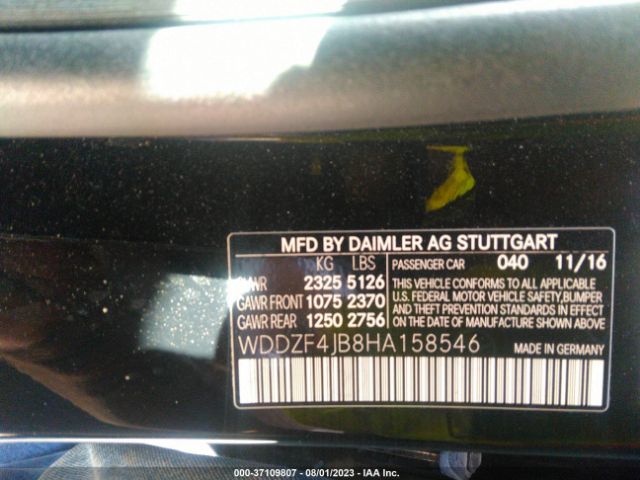 MFD BY DAIMLER AG STUTTGART
KG LBS
GVWR 2325 5126
GAWR FRONT 1075 2370
GAWR REAR 1250 2756
PASSENGER CAR 040 11/16
THIS VEHICLE CONFORMS TO ALL APPLICABLE
U.S. FEDERAL MOTOR VEHICLE SAFETY, BUMPER
AND THEFT PREVENTION STANDARDS IN EFFECT
ON THE DATE OF MANUFACTURE SHOWN ABOVE.
WDDZF4JB8HA158546 MADE IN GERMANY
000-37109807 - 08/01/2023 - IAA Inc.